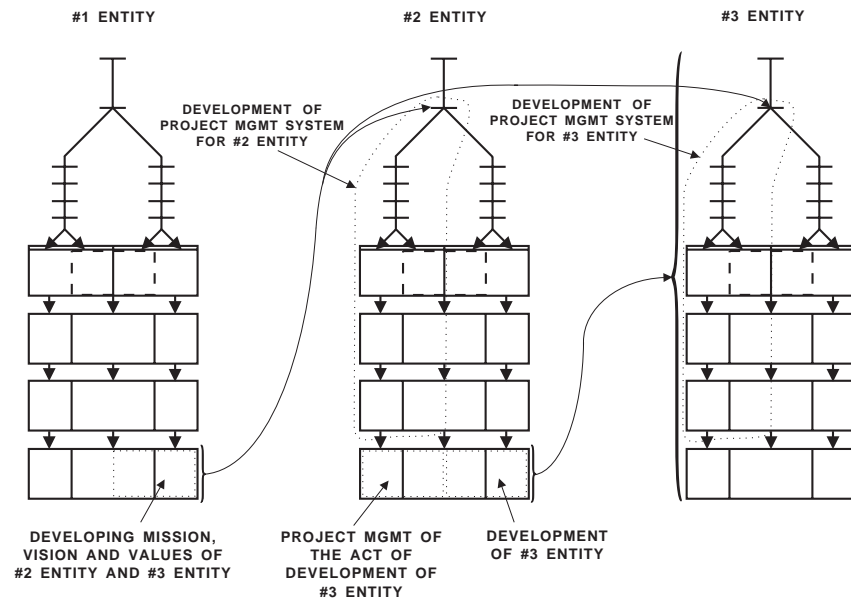 #1 ENTITY
#2 ENTITY
#3 ENTITY
DEVELOPMENT OF
PROJECT MGMT SYSTEM
FOR #2 ENTITY
DEVELOPMENT OF
PROJECT MGMT SYSTEM
FOR #3 ENTITY
DEVELOPING MISSION,
VISION AND VALUES OF
#2 ENTITY AND #3 ENTITY
PROJECT MGMT OF
THE ACT OF
DEVELOPMENT OF
#3 ENTITY
DEVELOPMENT
OF #3 ENTITY